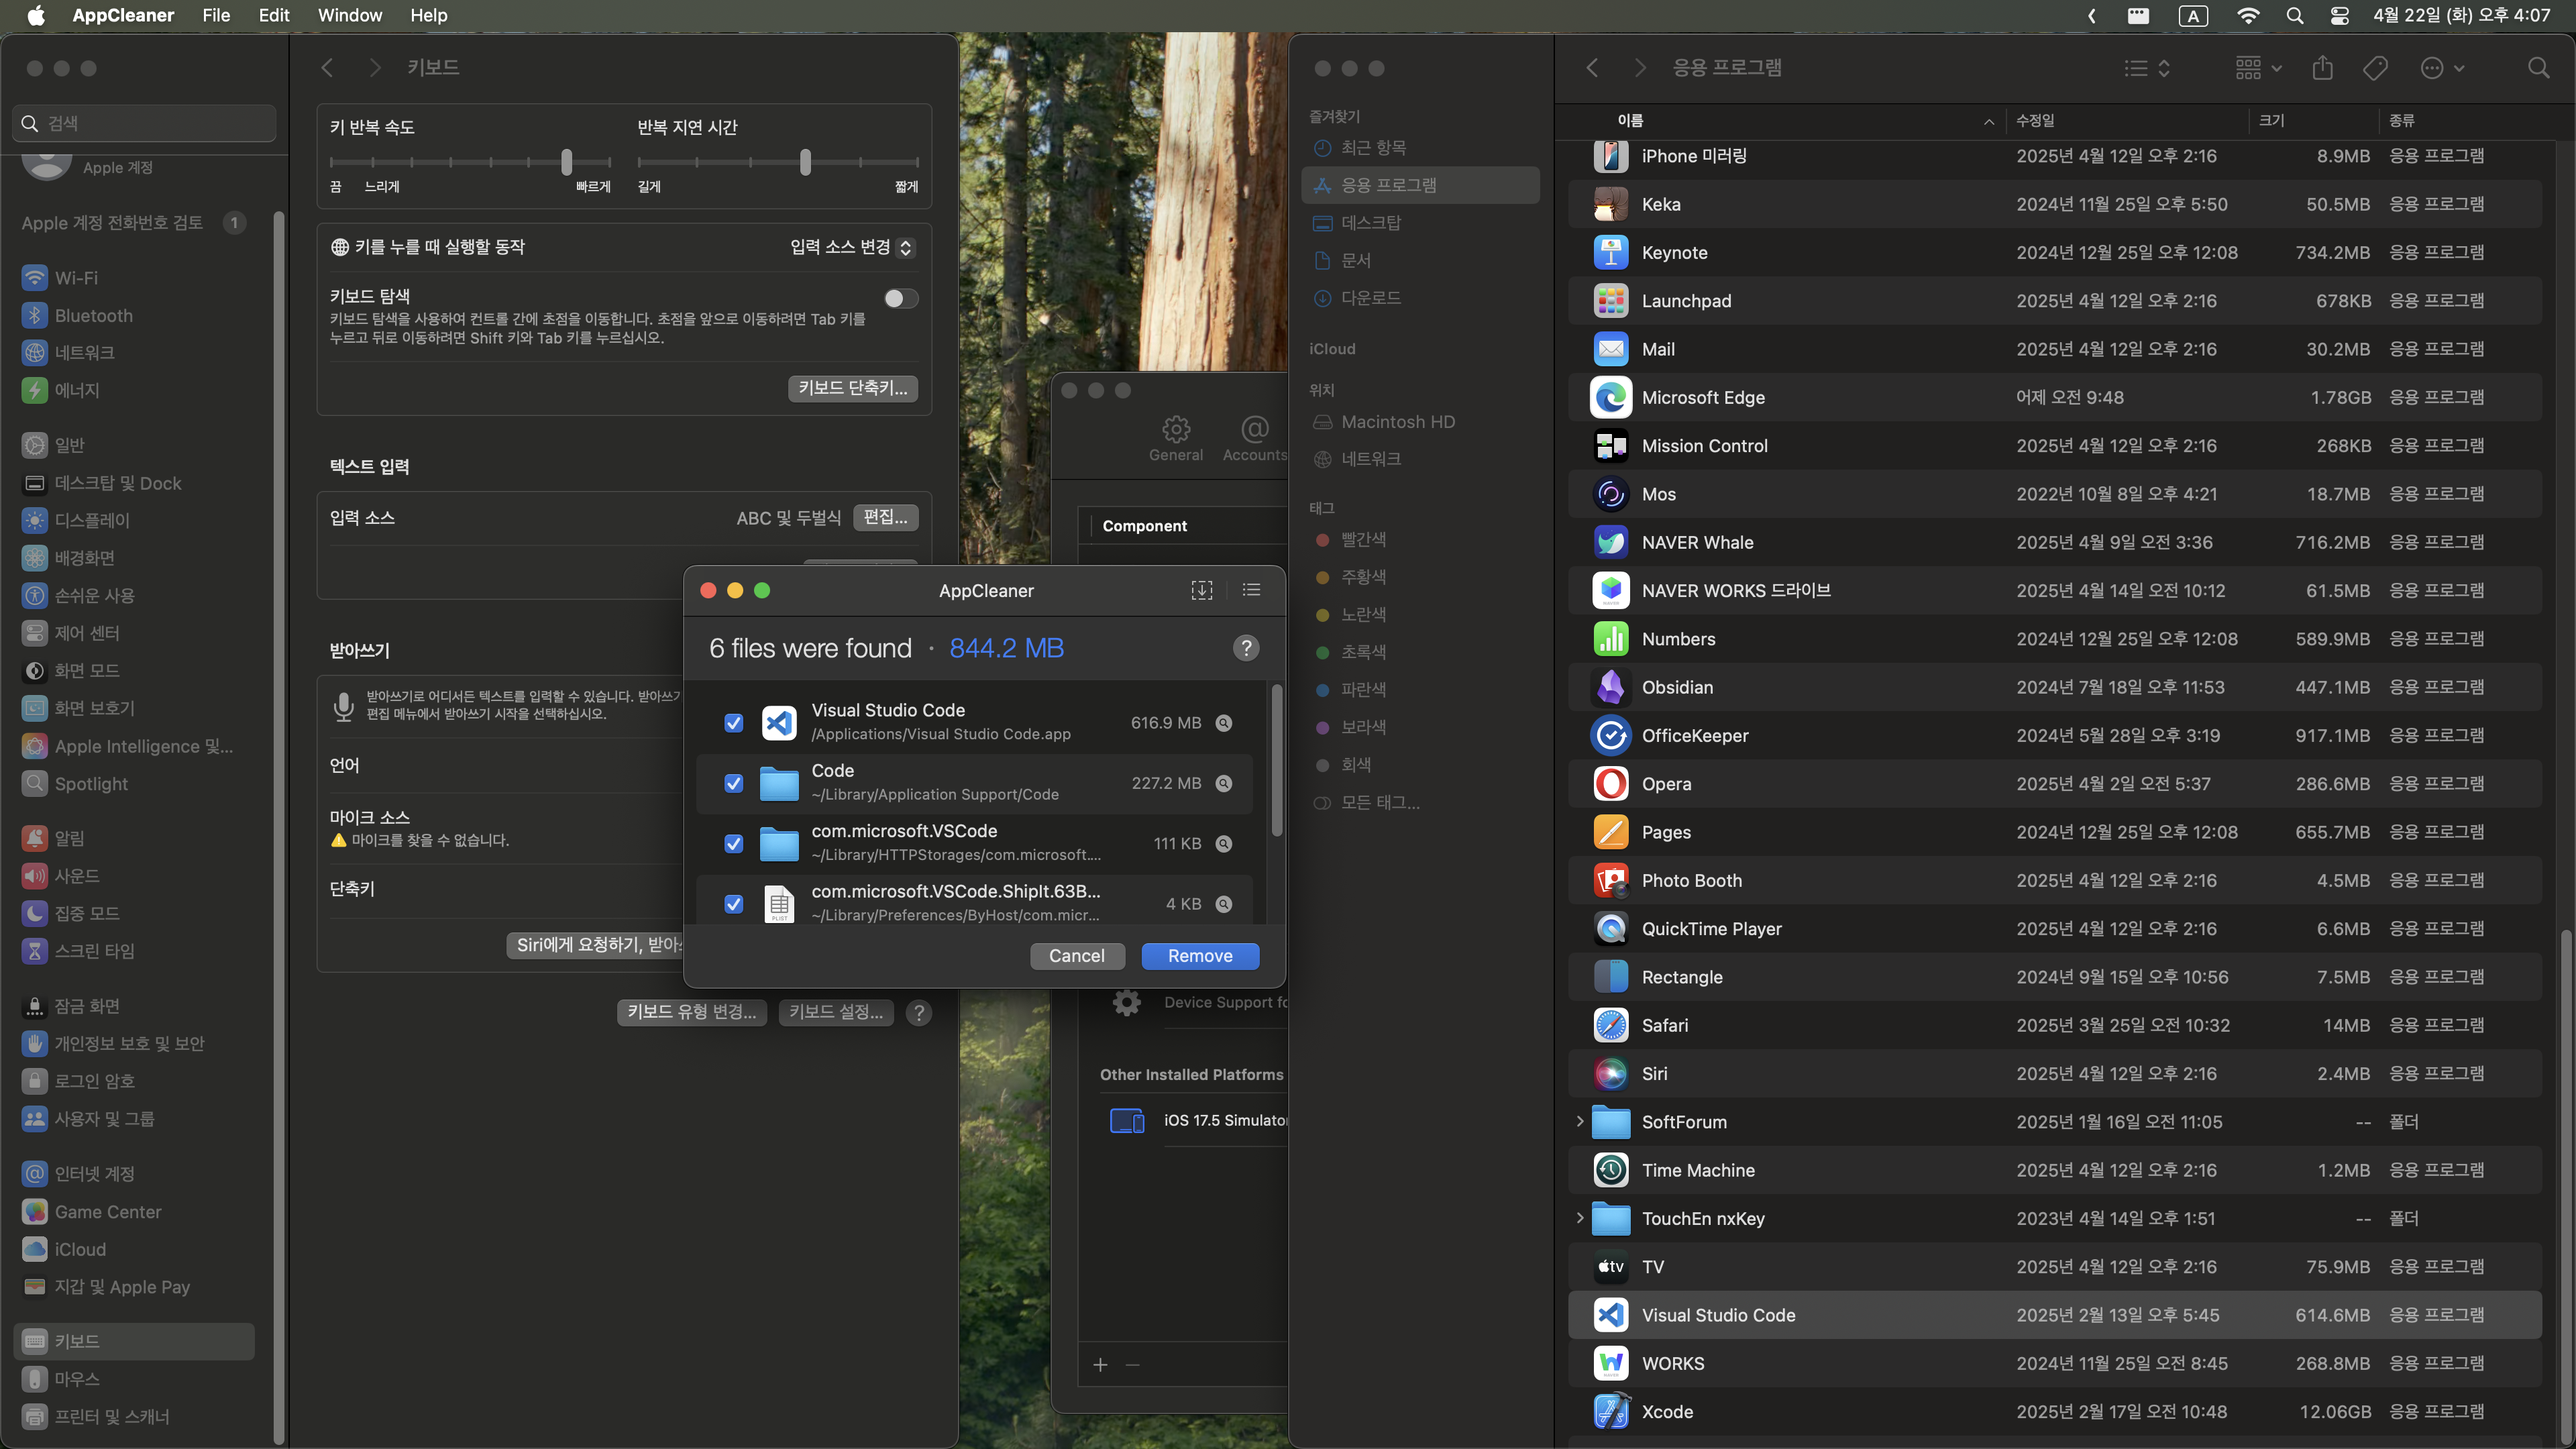 AppCleaner File Edit Window Help
A 4월 22일 (화) 오후 4:07
검색
Apple 계정
Apple 계정 전화번호 검토 1
Wi-Fi
Bluetooth
네트워크
에너지
일반
데스크탑 및 Dock
디스플레이
배경화면
손쉬운 사용
제어 센터
화면 모드
화면 보호기
Apple Intelligence 및...
Spotlight
알림
사운드
집중 모드
스크린 타임
잠금 화면
개인정보 보호 및 보안
로그인 암호
사용자 및 그룹
인터넷 계정
Game Center
iCloud
지갑 및 Apple Pay
키보드
마우스
프린터 및 스캐너
키보드
키 반복 속도 반복 지연 시간
끔 느리게 빠르게 길게 짧게
키를 누를 때 실행할 동작 입력 소스 변경
키보드 탐색
키보드 탐색을 사용하여 컨트롤 간에 초점을 이동합니다. 초점을 앞으로 이동하려면 Tab 키를
누르고 뒤로 이동하려면 Shift 키와 Tab 키를 누르십시오.
키보드 단축키...
텍스트 입력
입력 소스 ABC 및 두벌식 편집...
받아쓰기
받아쓰기로 어디서든 텍스트를 입력할 수 있습니다. 받아쓰기
편집 메뉴에서 받아쓰기 시작을 선택하십시오.
언어
마이크 소스
마이크를 찾을 수 없습니다.
단축키
Siri에게 요청하기, 받아
키보드 유형 변경... 키보드 설정... ?
General Accounts
Component
Device Support fo
Other Installed Platforms
iOS 17.5 Simulator
AppCleaner
6 files were found · 844.2 MB ?
Visual Studio Code
/Applications/Visual Studio Code.app
616.9 MB
Code
~/Library/Application Support/Code
227.2 MB
com.microsoft.VSCode
~/Library/HTTPStorages/com.microsoft....
111 KB
com.microsoft.VSCode.ShipIt.63B...
~/Library/Preferences/ByHost/com.micr...
4 KB
PLIST
Cancel Remove
즐겨찾기
최근 항목
응용 프로그램
데스크탑
문서
다운로드
iCloud
위치
Macintosh HD
네트워크
태그
빨간색
주황색
노란색
초록색
파란색
보라색
회색
모든 태그...
응용 프로그램
이름 수정일 크기 종류
iPhone 미러링 2025년 4월 12일 오후 2:16 8.9MB 응용 프로그램
Keka 2024년 11월 25일 오후 5:50 50.5MB 응용 프로그램
Keynote 2024년 12월 25일 오후 12:08 734.2MB 응용 프로그램
Launchpad 2025년 4월 12일 오후 2:16 678KB 응용 프로그램
Mail 2025년 4월 12일 오후 2:16 30.2MB 응용 프로그램
Microsoft Edge 어제 오전 9:48 1.78GB 응용 프로그램
Mission Control 2025년 4월 12일 오후 2:16 268KB 응용 프로그램
Mos 2022년 10월 8일 오후 4:21 18.7MB 응용 프로그램
NAVER Whale 2025년 4월 9일 오전 3:36 716.2MB 응용 프로그램
NAVER WORKS 드라이브 2025년 4월 14일 오전 10:12 61.5MB 응용 프로그램
Numbers 2024년 12월 25일 오후 12:08 589.9MB 응용 프로그램
Obsidian 2024년 7월 18일 오후 11:53 447.1MB 응용 프로그램
OfficeKeeper 2024년 5월 28일 오후 3:19 917.1MB 응용 프로그램
Opera 2025년 4월 2일 오전 5:37 286.6MB 응용 프로그램
Pages 2024년 12월 25일 오후 12:08 655.7MB 응용 프로그램
Photo Booth 2025년 4월 12일 오후 2:16 4.5MB 응용 프로그램
QuickTime Player 2025년 4월 12일 오후 2:16 6.6MB 응용 프로그램
Rectangle 2024년 9월 15일 오후 10:56 7.5MB 응용 프로그램
Safari 2025년 3월 25일 오전 10:32 14MB 응용 프로그램
Siri 2025년 4월 12일 오후 2:16 2.4MB 응용 프로그램
SoftForum 2025년 1월 16일 오전 11:05 -- 폴더
Time Machine 2025년 4월 12일 오후 2:16 1.2MB 응용 프로그램
TouchEn nxKey 2023년 4월 14일 오후 1:51 -- 폴더
tv TV 2025년 4월 12일 오후 2:16 75.9MB 응용 프로그램
Visual Studio Code 2025년 2월 13일 오후 5:45 614.6MB 응용 프로그램
WORKS 2024년 11월 25일 오전 8:45 268.8MB 응용 프로그램
Xcode 2025년 2월 17일 오전 10:48 12.06GB 응용 프로그램